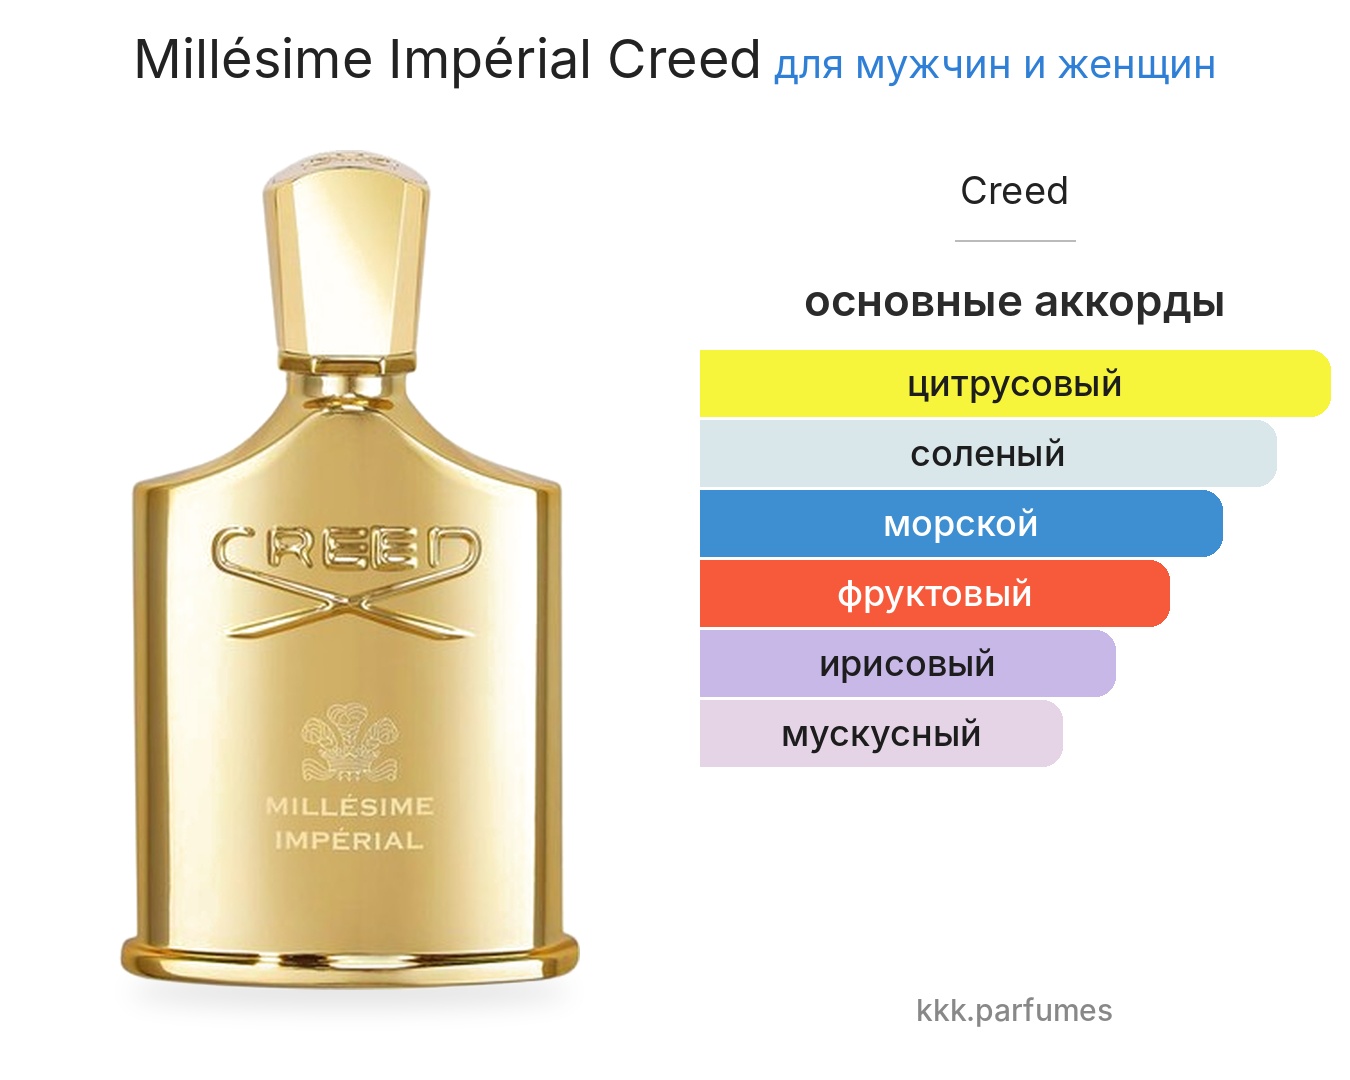 Millésime Impérial Creed для мужчин и женщин
Creed
основные аккорды
цитрусовый
соленый
морской
фруктовый
ирисовый
мускусный
CREED
MILLÉSIME
IMPÉRIAL
kkk.parfumes